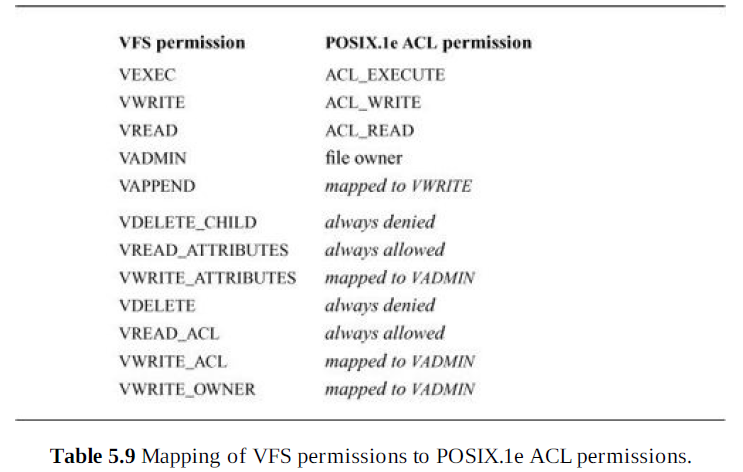 VFS permission POSIX.1e ACL permission
VEXEC ACL_EXECUTE
VWRITE ACL_WRITE
VREAD ACL_READ
VADMIN file owner
VAPPEND mapped to VWRITE
VDELETE_CHILD always denied
VREAD_ATTRIBUTES always allowed
VWRITE_ATTRIBUTES mapped to VADMIN
VDELETE always denied
VREAD_ACL always allowed
VWRITE_ACL mapped to VADMIN
VWRITE_OWNER mapped to VADMIN
Table 5.9 Mapping of VFS permissions to POSIX.1e ACL permissions.